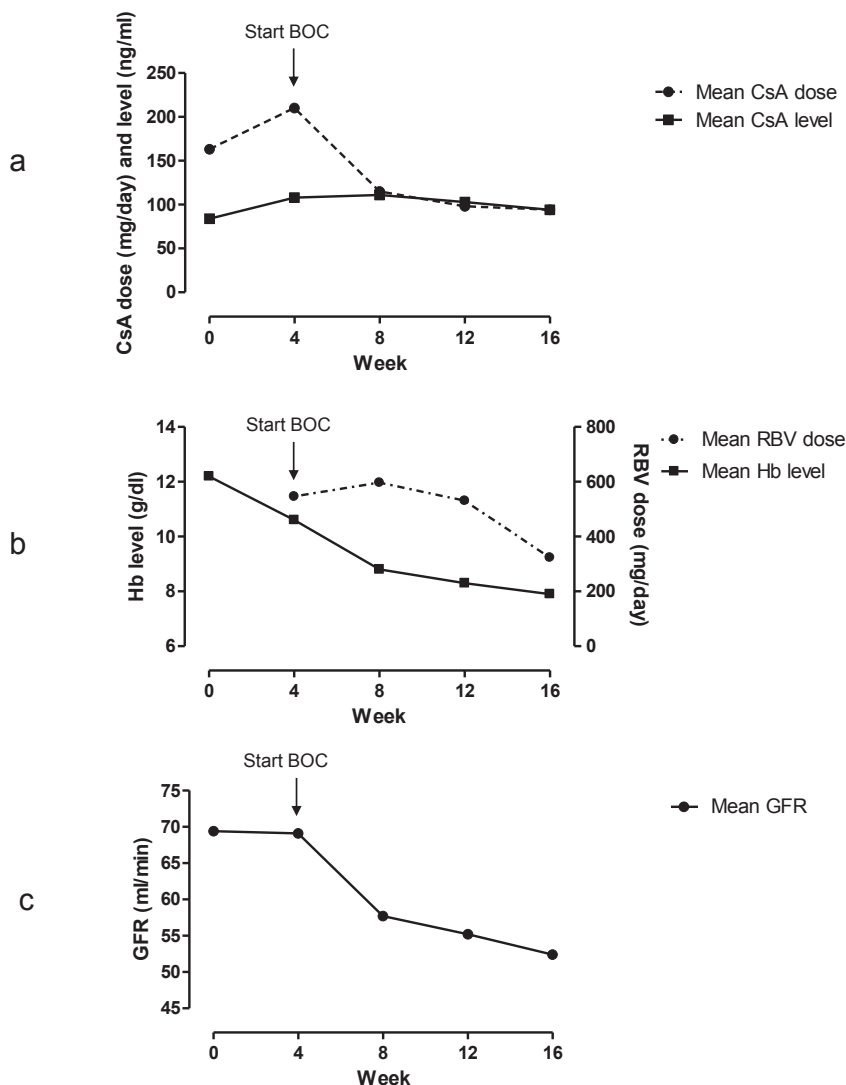 a
Start BOC
CsA dose (mg/day) and level (ng/ml)
250
200
150
100
50
0
0 4 8 12 16
Week
Mean CsA dose
Mean CsA level
b
Start BOC
Hb level (g/dl)
14
12
10
8
6
RBV dose (mg/day)
800
600
400
200
0
0 4 8 12 16
Week
Mean RBV dose
Mean Hb level
c
Start BOC
GFR (ml/min)
75
70
65
60
55
50
45
0 4 8 12 16
Week
Mean GFR